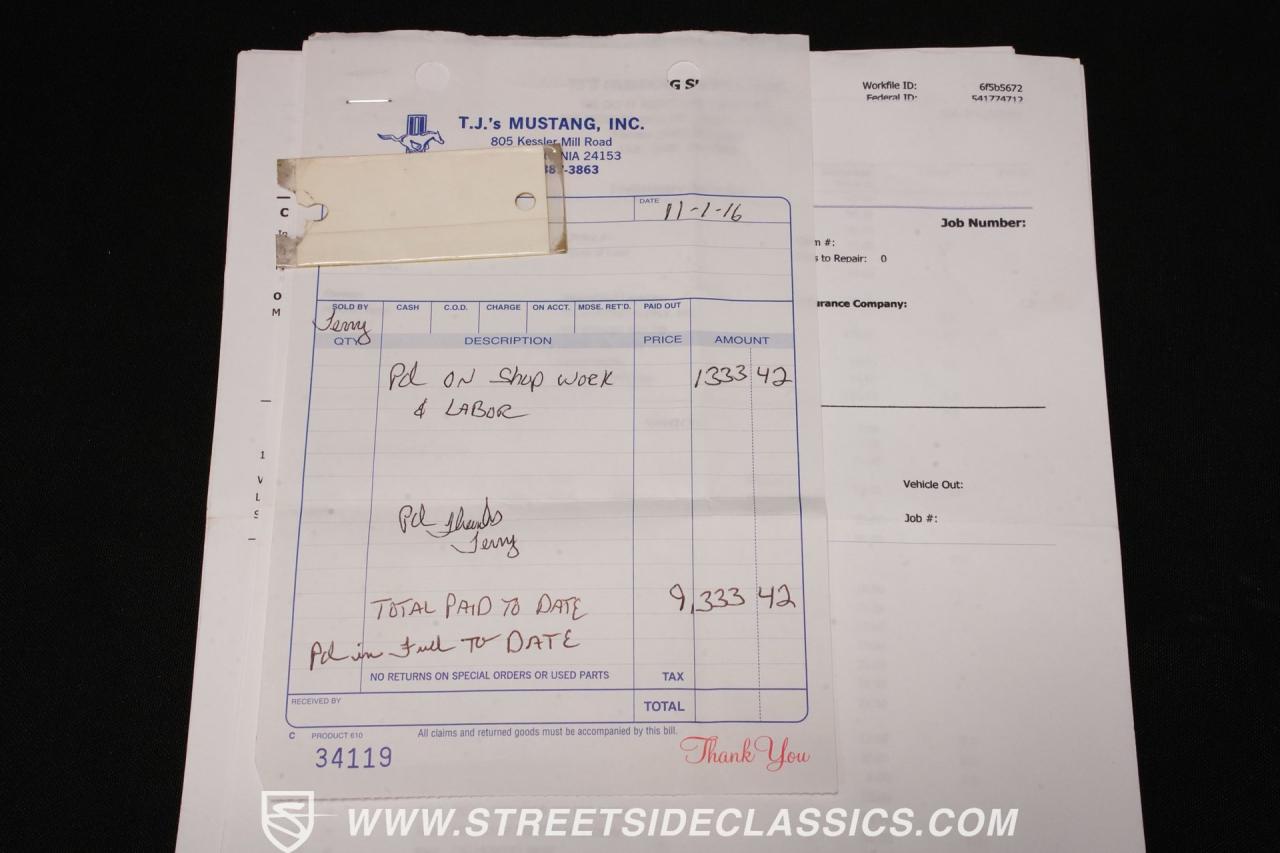 G S'
Workfile ID: 6f5b5672
Federal ID: 541774712
T.J.'s MUSTANG, INC.
805 Kessler Mill Road
NIA 24153
-3863
DATE 11-1-16
C
Job Number:
m #:
s to Repair: 0
O
M
urance Company:
SOLD BY CASH C.O.D. CHARGE ON ACCT. MDSE. RET'D. PAID OUT
Terry
QTY DESCRIPTION PRICE AMOUNT
Pd ON Shop WORK 1333 42
& LABOR
1
V
L
S
Vehicle Out:
Job #:
Pd Thanks
Terry
TOTAL PAID TO DATE 9,333 42
Pd in Full TO DATE
NO RETURNS ON SPECIAL ORDERS OR USED PARTS TAX
RECEIVED BY TOTAL
C PRODUCT 610 All claims and returned goods must be accompanied by this bill.
34119 Thank You
WWW.STREETSIDECLASSICS.COM